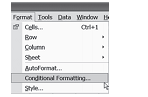 Format Tools Data Window H
Cells... Ctrl+1
Row
Column
Sheet
AutoFormat...
Conditional Formatting...
Style...